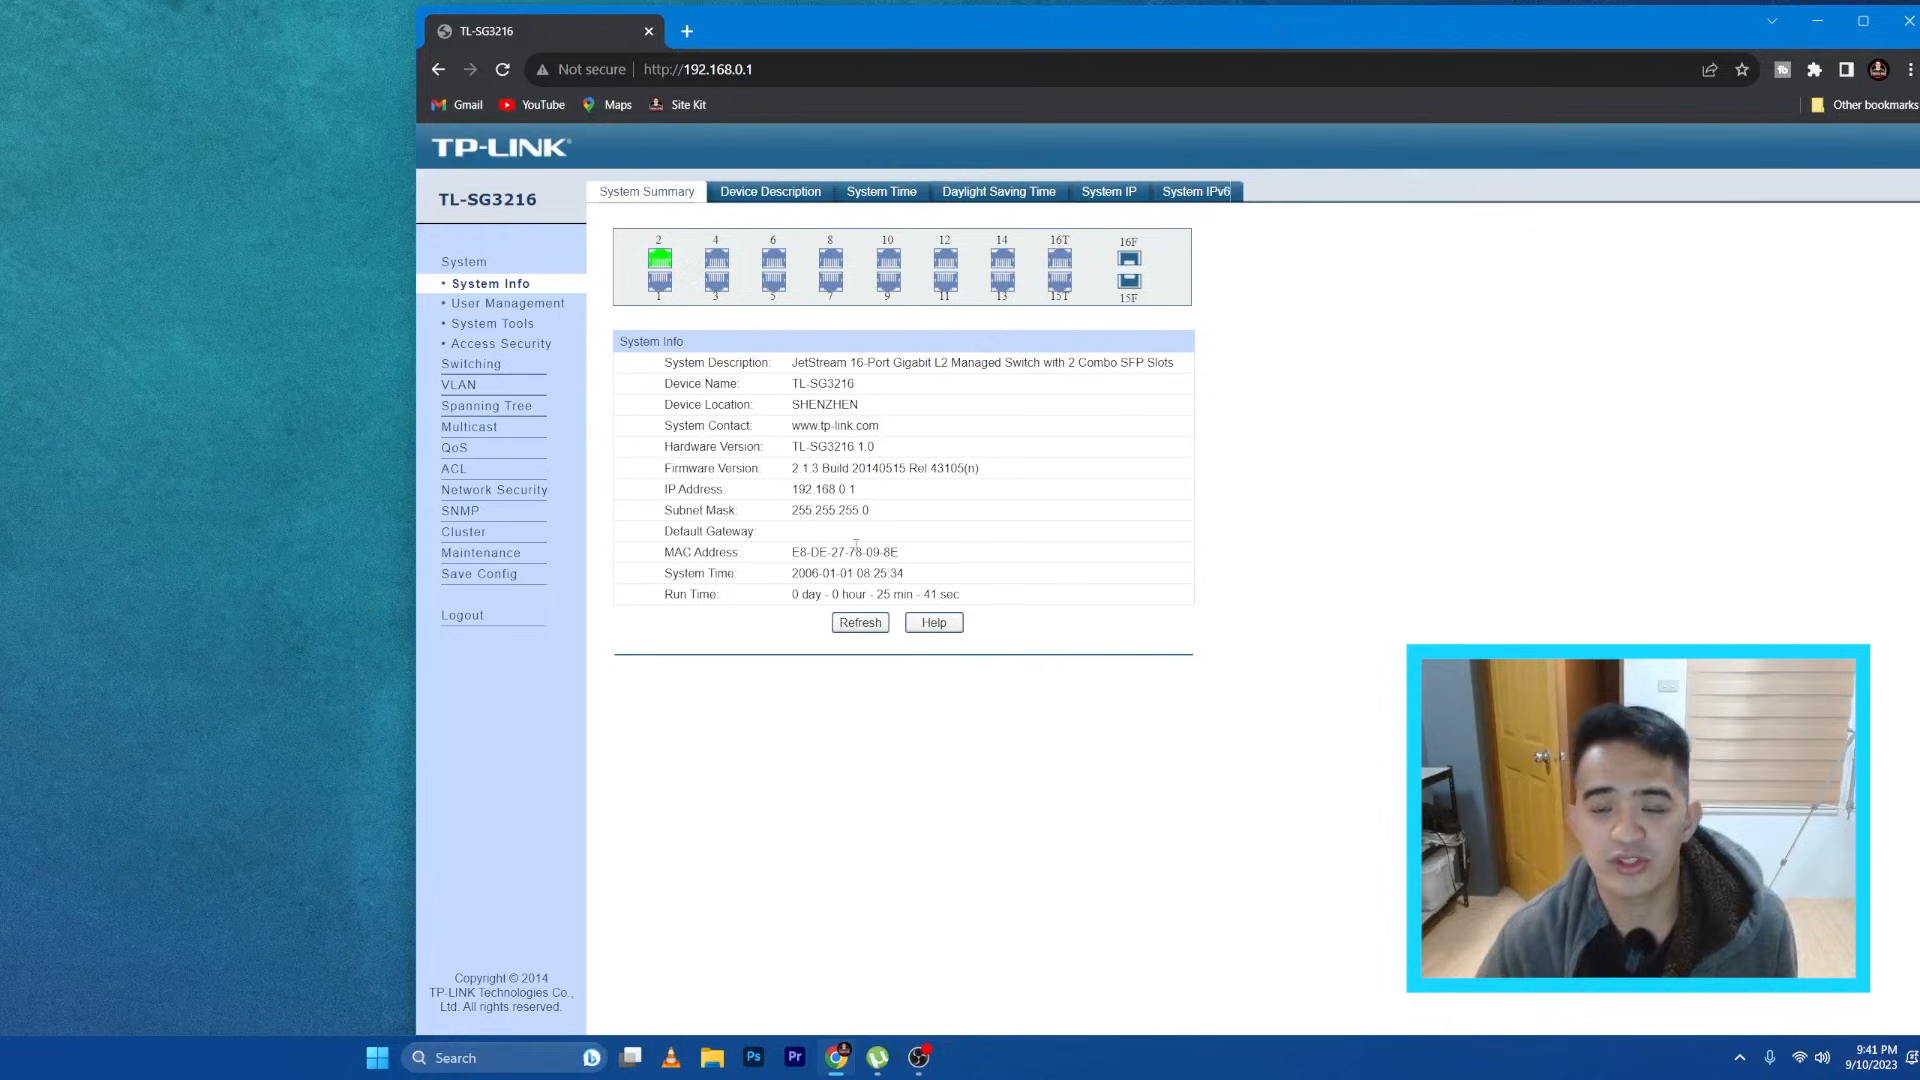 TL-SG3216
Not secure
http://192.168.0.1
Gmail
YouTube
Maps
Site Kit
Other bookmarks
TP-LINK
TL-SG3216
System Summary
Device Description
System Time
Daylight Saving Time
System IP
System IPv6
2 4 6 8 10 12 14 16T 16F
1 3 5 7 9 11 13 15T 15F
System
• System Info
• User Management
• System Tools
• Access Security
Switching
VLAN
Spanning Tree
Multicast
QoS
ACL
Network Security
SNMP
Cluster
Maintenance
Save Config
Logout
System Info
System Description: JetStream 16-Port Gigabit L2 Managed Switch with 2 Combo SFP Slots
Device Name: TL-SG3216
Device Location: SHENZHEN
System Contact: www.tp-link.com
Hardware Version: TL-SG3216 1.0
Firmware Version: 2.1.3 Build 20140515 Rel.43105(n)
IP Address: 192.168.0.1
Subnet Mask: 255.255.255.0
Default Gateway:
MAC Address: E8-DE-27-78-09-8E
System Time: 2006-01-01 08:25:34
Run Time: 0 day - 0 hour - 25 min - 41 sec
Refresh
Help
Copyright © 2014
TP-LINK Technologies Co.,
Ltd. All rights reserved.
Search
Ps
Pr
9:41 PM
9/10/2023